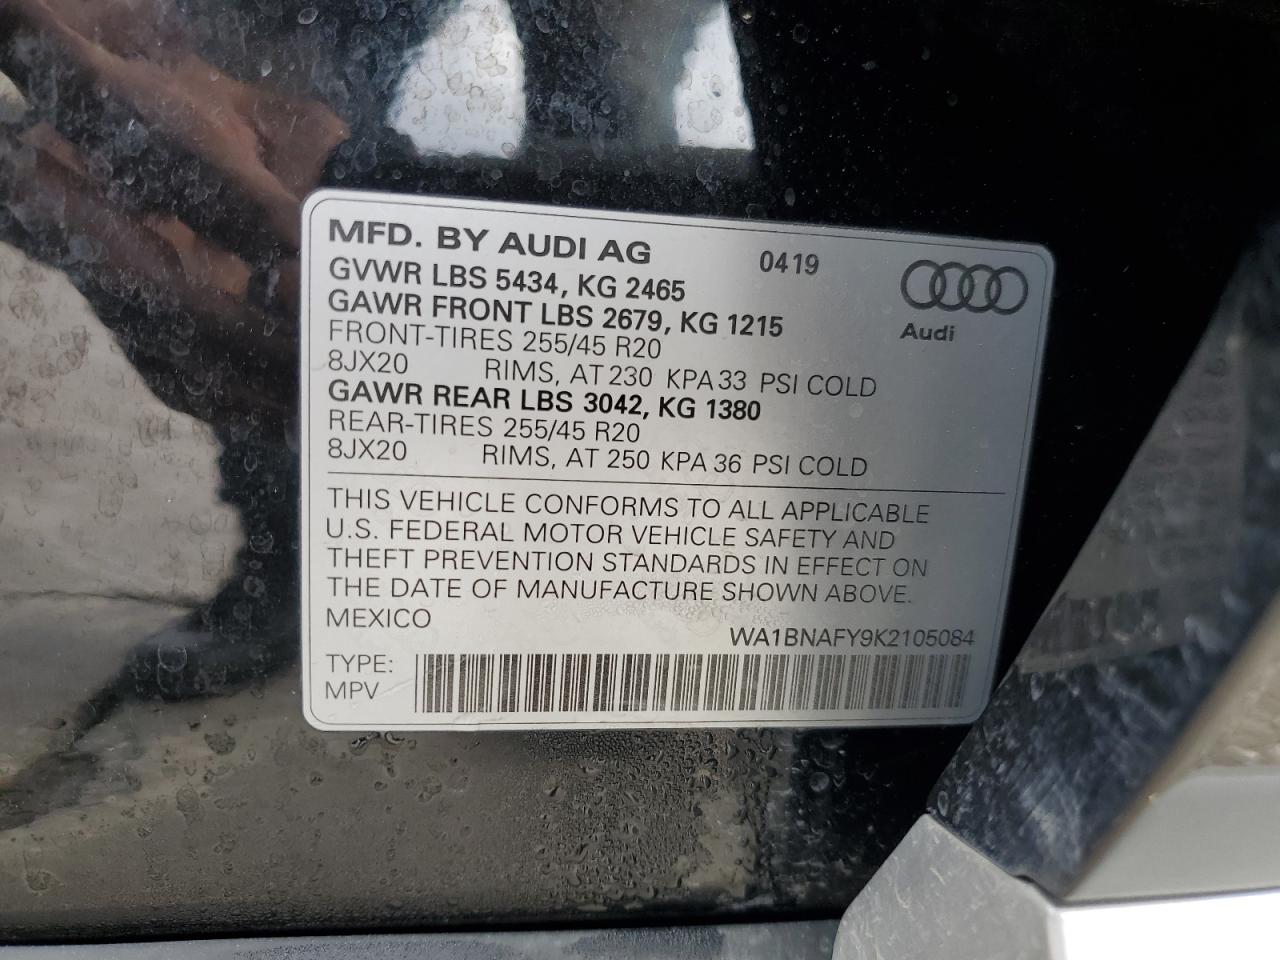 MFD. BY AUDI AG 0419
GVWR LBS 5434, KG 2465
GAWR FRONT LBS 2679, KG 1215
Audi
FRONT-TIRES 255/45 R20
8JX20 RIMS, AT 230 KPA 33 PSI COLD
GAWR REAR LBS 3042, KG 1380
REAR-TIRES 255/45 R20
8JX20 RIMS, AT 250 KPA 36 PSI COLD
THIS VEHICLE CONFORMS TO ALL APPLICABLE
U.S. FEDERAL MOTOR VEHICLE SAFETY AND
THEFT PREVENTION STANDARDS IN EFFECT ON
THE DATE OF MANUFACTURE SHOWN ABOVE.
MEXICO WA1BNAFY9K2105084
TYPE:
MPV